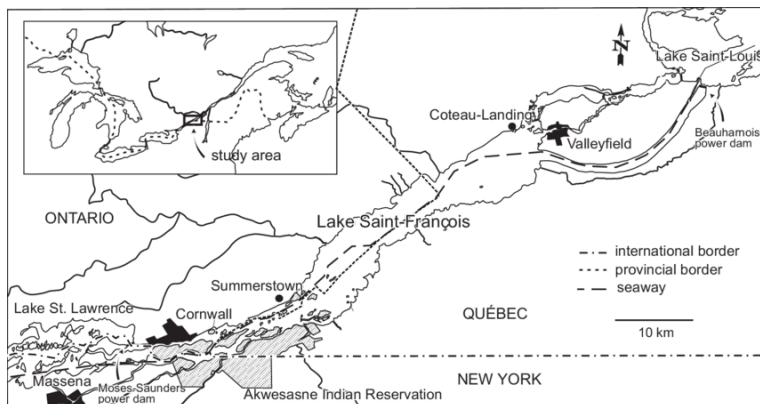 N
Lake Saint-Louis
Coteau-Landing
Valleyfield
Beauharnois
power dam
study area
ONTARIO
Lake Saint-François
international border
provincial border
seaway
10 km
Summerstown
Lake St. Lawrence
Cornwall
QUÉBEC
Massena
Moses-Saunders
power dam
NEW YORK
Akwesasne Indian Reservation